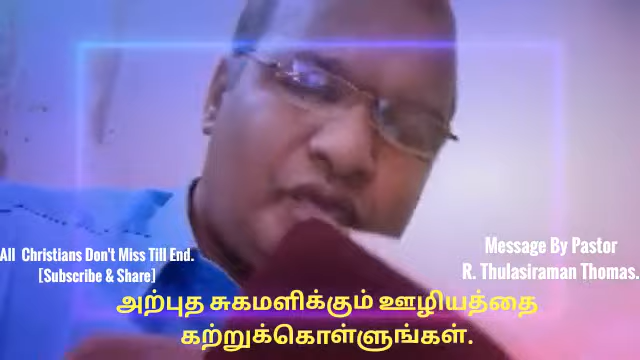 All Christians Don't Miss Till End.
[Subscribe & Share]
Message By Pastor
R. Thulasiraman Thomas.
அற்புத சுகமளிக்கும் ஊழியத்தை
கற்றுக்கொள்ளுங்கள்.